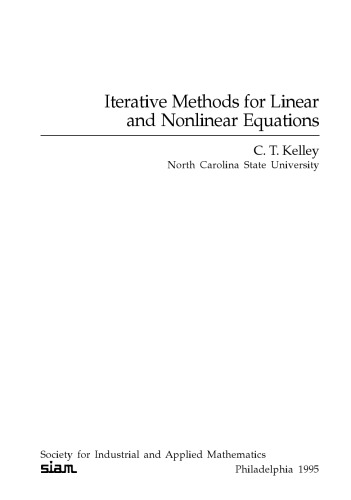 Iterative Methods for Linear
and Nonlinear Equations
C. T. Kelley
North Carolina State University
Society for Industrial and Applied Mathematics
siam
Philadelphia 1995